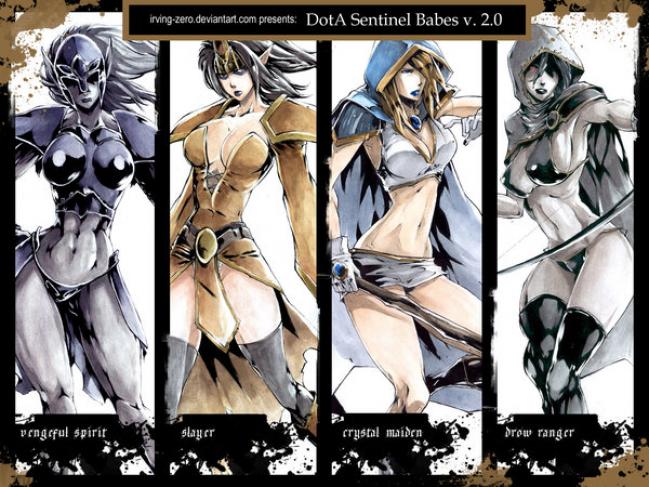 irving-zero.deviantart.com presents: DotA Sentinel Babes v. 2.0
vengeful spirit
slayer
crystal maiden
drow ranger